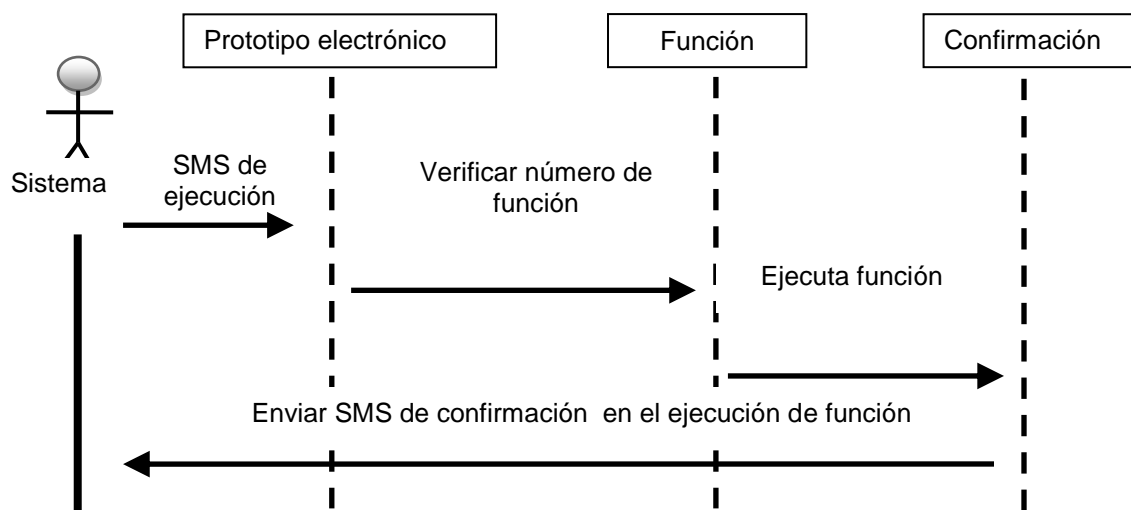 Prototipo electrónico
Función
Confirmación
Sistema
SMS de
ejecución
Verificar número de
función
Ejecuta función
Enviar SMS de confirmación  en el ejecución de función